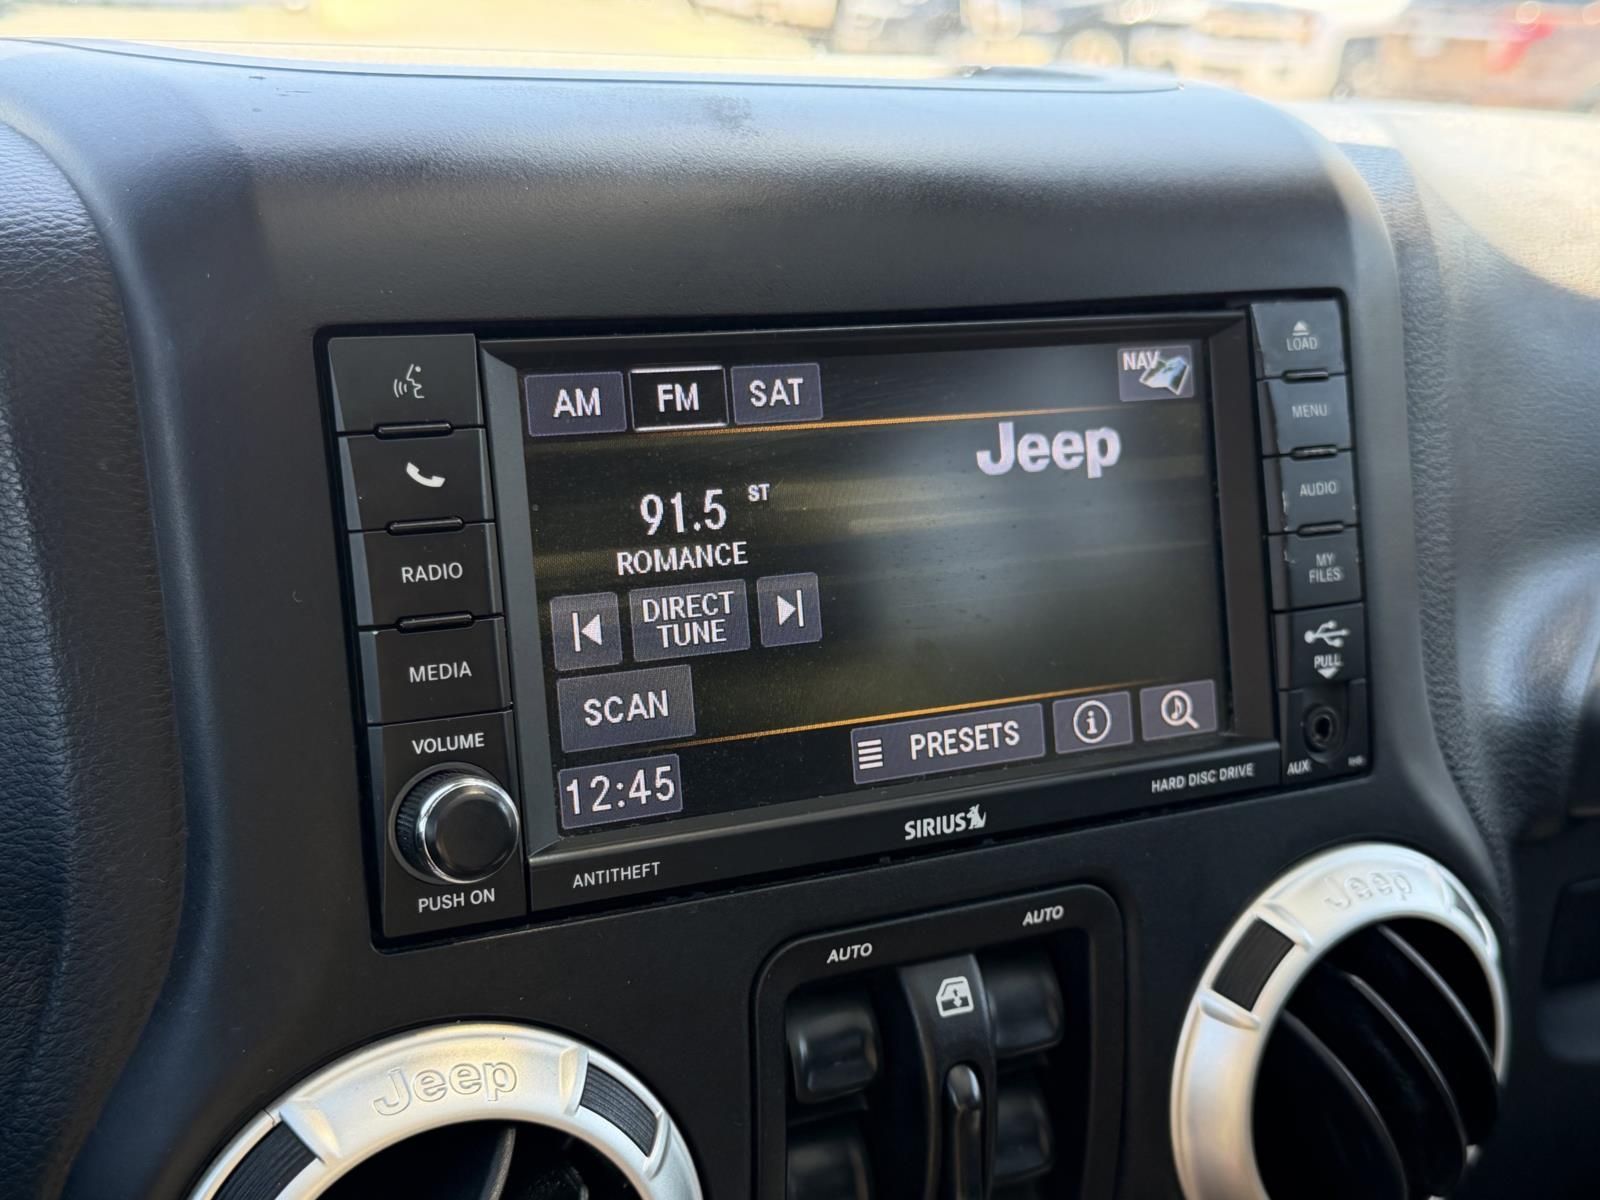 AM
FM
SAT
NAV
Jeep
91.5 ST
ROMANCE
DIRECT
TUNE
SCAN
12:45
PRESETS
RADIO
MEDIA
VOLUME
PUSH ON
ANTITHEFT
SIRIUS
HARD DISC DRIVE
LOAD
MENU
AUDIO
MY
FILES
PULL
AUX
AUTO
AUTO
Jeep
Jeep